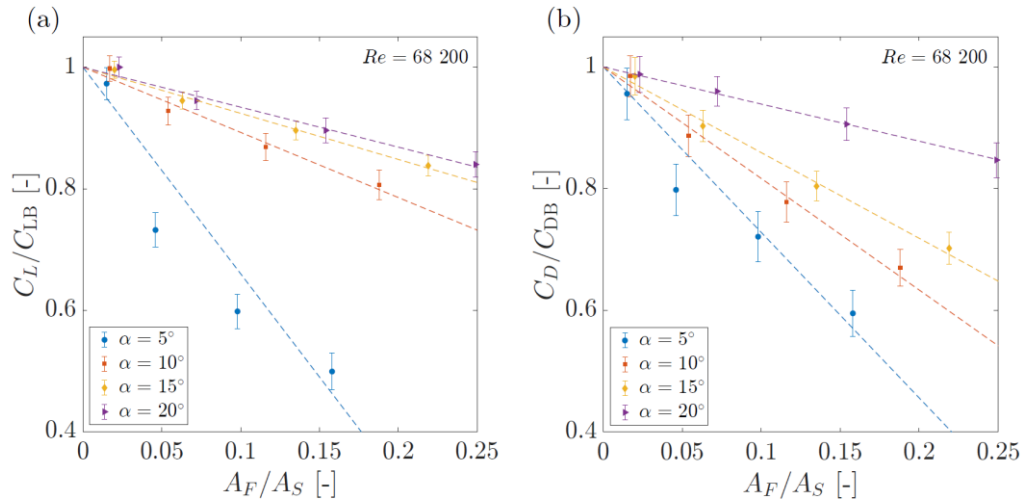 (a)
Re = 68 200
1
0.8
0.6
0.4
C_L/C_LB [-]
α = 5°
α = 10°
α = 15°
α = 20°
0
0.05
0.1
0.15
0.2
0.25
A_F/A_S [-]
(b)
Re = 68 200
1
0.8
0.6
0.4
C_D/C_DB [-]
α = 5°
α = 10°
α = 15°
α = 20°
0
0.05
0.1
0.15
0.2
0.25
A_F/A_S [-]